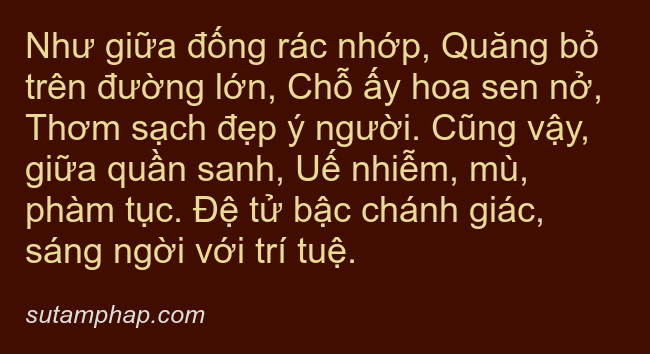 Như giữa đống rác nhớp, Quăng bỏ
trên đường lớn, Chỗ ấy hoa sen nở,
Thơm sạch đẹp ý người. Cũng vậy,
giữa quần sanh, Uế nhiễm, mù,
phàm tục. Đệ tử bậc chánh giác,
sáng ngời với trí tuệ.
sutamphap.com